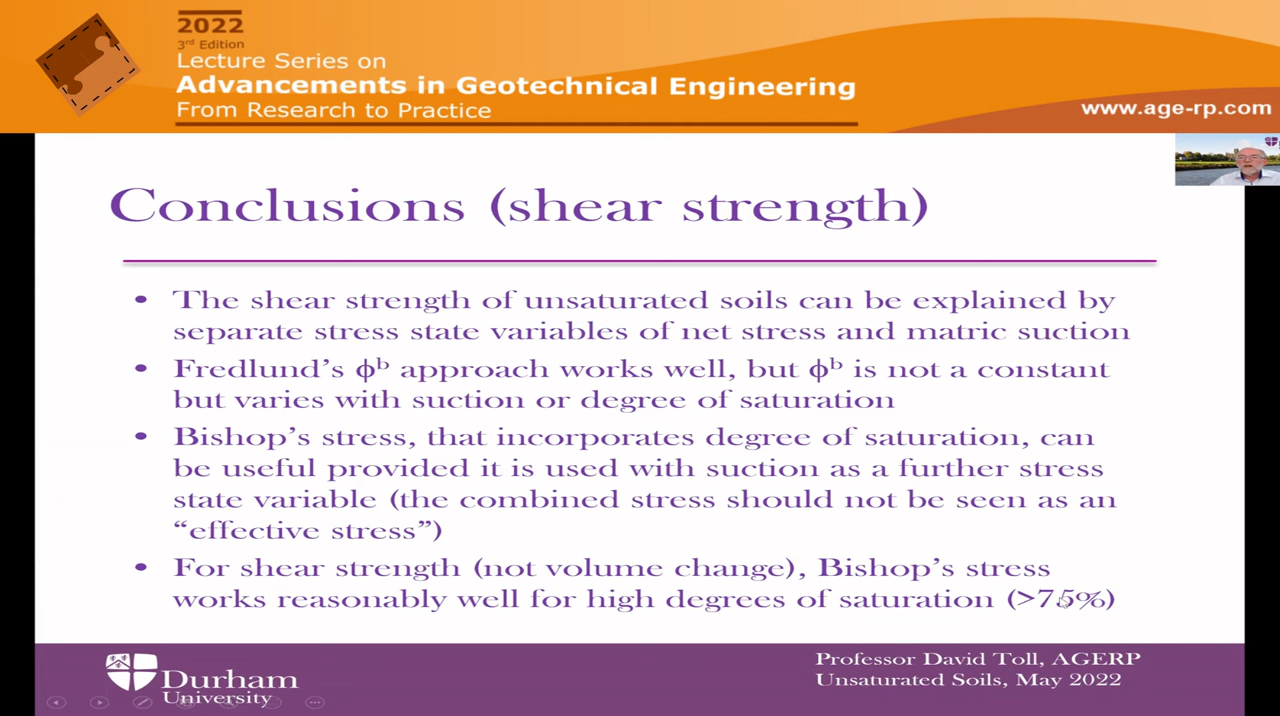 2022
3rd Edition
Lecture Series on
Advancements in Geotechnical Engineering
From Research to Practice
www.age-rp.com
Conclusions (shear strength)
• The shear strength of unsaturated soils can be explained by
separate stress state variables of net stress and matric suction
• Fredlund's ϕᵇ approach works well, but ϕᵇ is not a constant
but varies with suction or degree of saturation
• Bishop's stress, that incorporates degree of saturation, can
be useful provided it is used with suction as a further stress
state variable (the combined stress should not be seen as an
“effective stress”)
• For shear strength (not volume change), Bishop's stress
works reasonably well for high degrees of saturation (>75%)
Durham
University
Professor David Toll, AGERP
Unsaturated Soils, May 2022